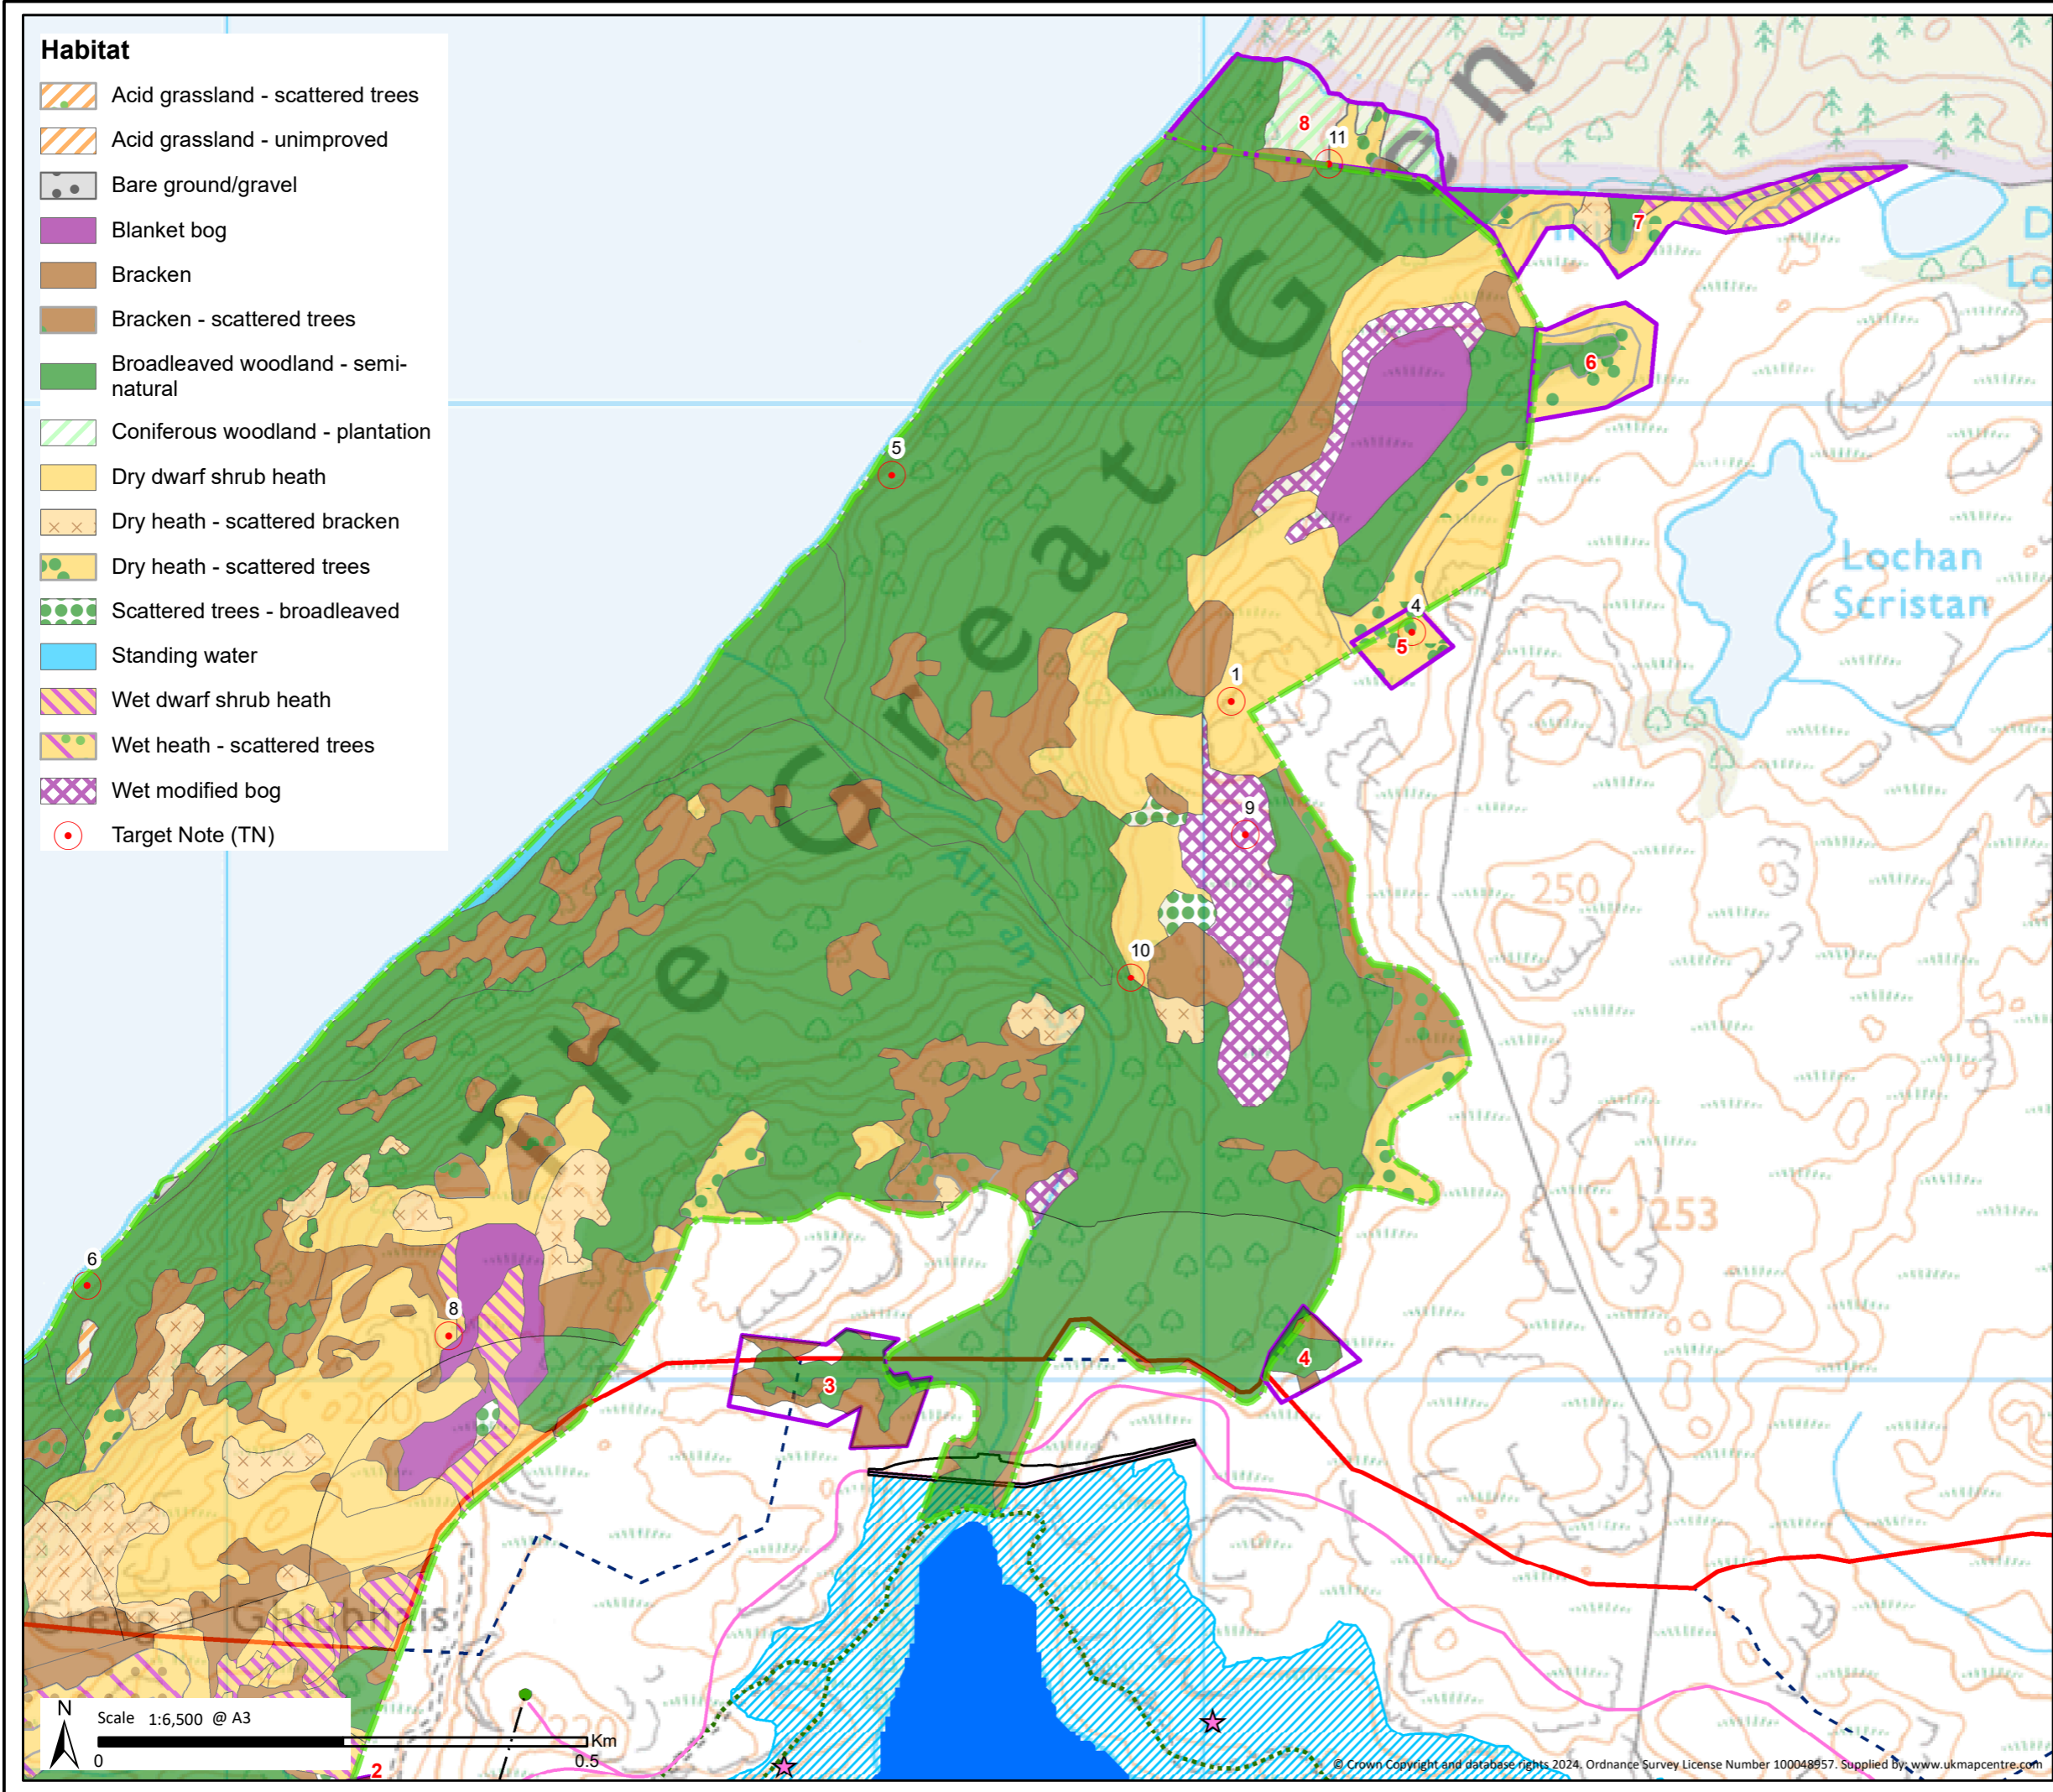 Habitat
Acid grassland - scattered trees
Acid grassland - unimproved
Bare ground/gravel
Blanket bog
Bracken
Bracken - scattered trees
Broadleaved woodland - semi-
natural
Coniferous woodland - plantation
Dry dwarf shrub heath
Dry heath - scattered bracken
Dry heath - scattered trees
Scattered trees - broadleaved
Standing water
Wet dwarf shrub heath
Wet heath - scattered trees
Wet modified bog
Target Note (TN)
The Great Glen
8
11
Allt
7
D
Lo
6
5
Lochan
Scristan
4
5
1
9
250
10
Allt an t
253
6
8
3
4
250
N
Scale 1:6,500 @ A3
Km
0
0.5
220
2
© Crown Copyright and database rights 2024. Ordnance Survey License Number 100048957. Supplied by: www.ukmapcentre.com